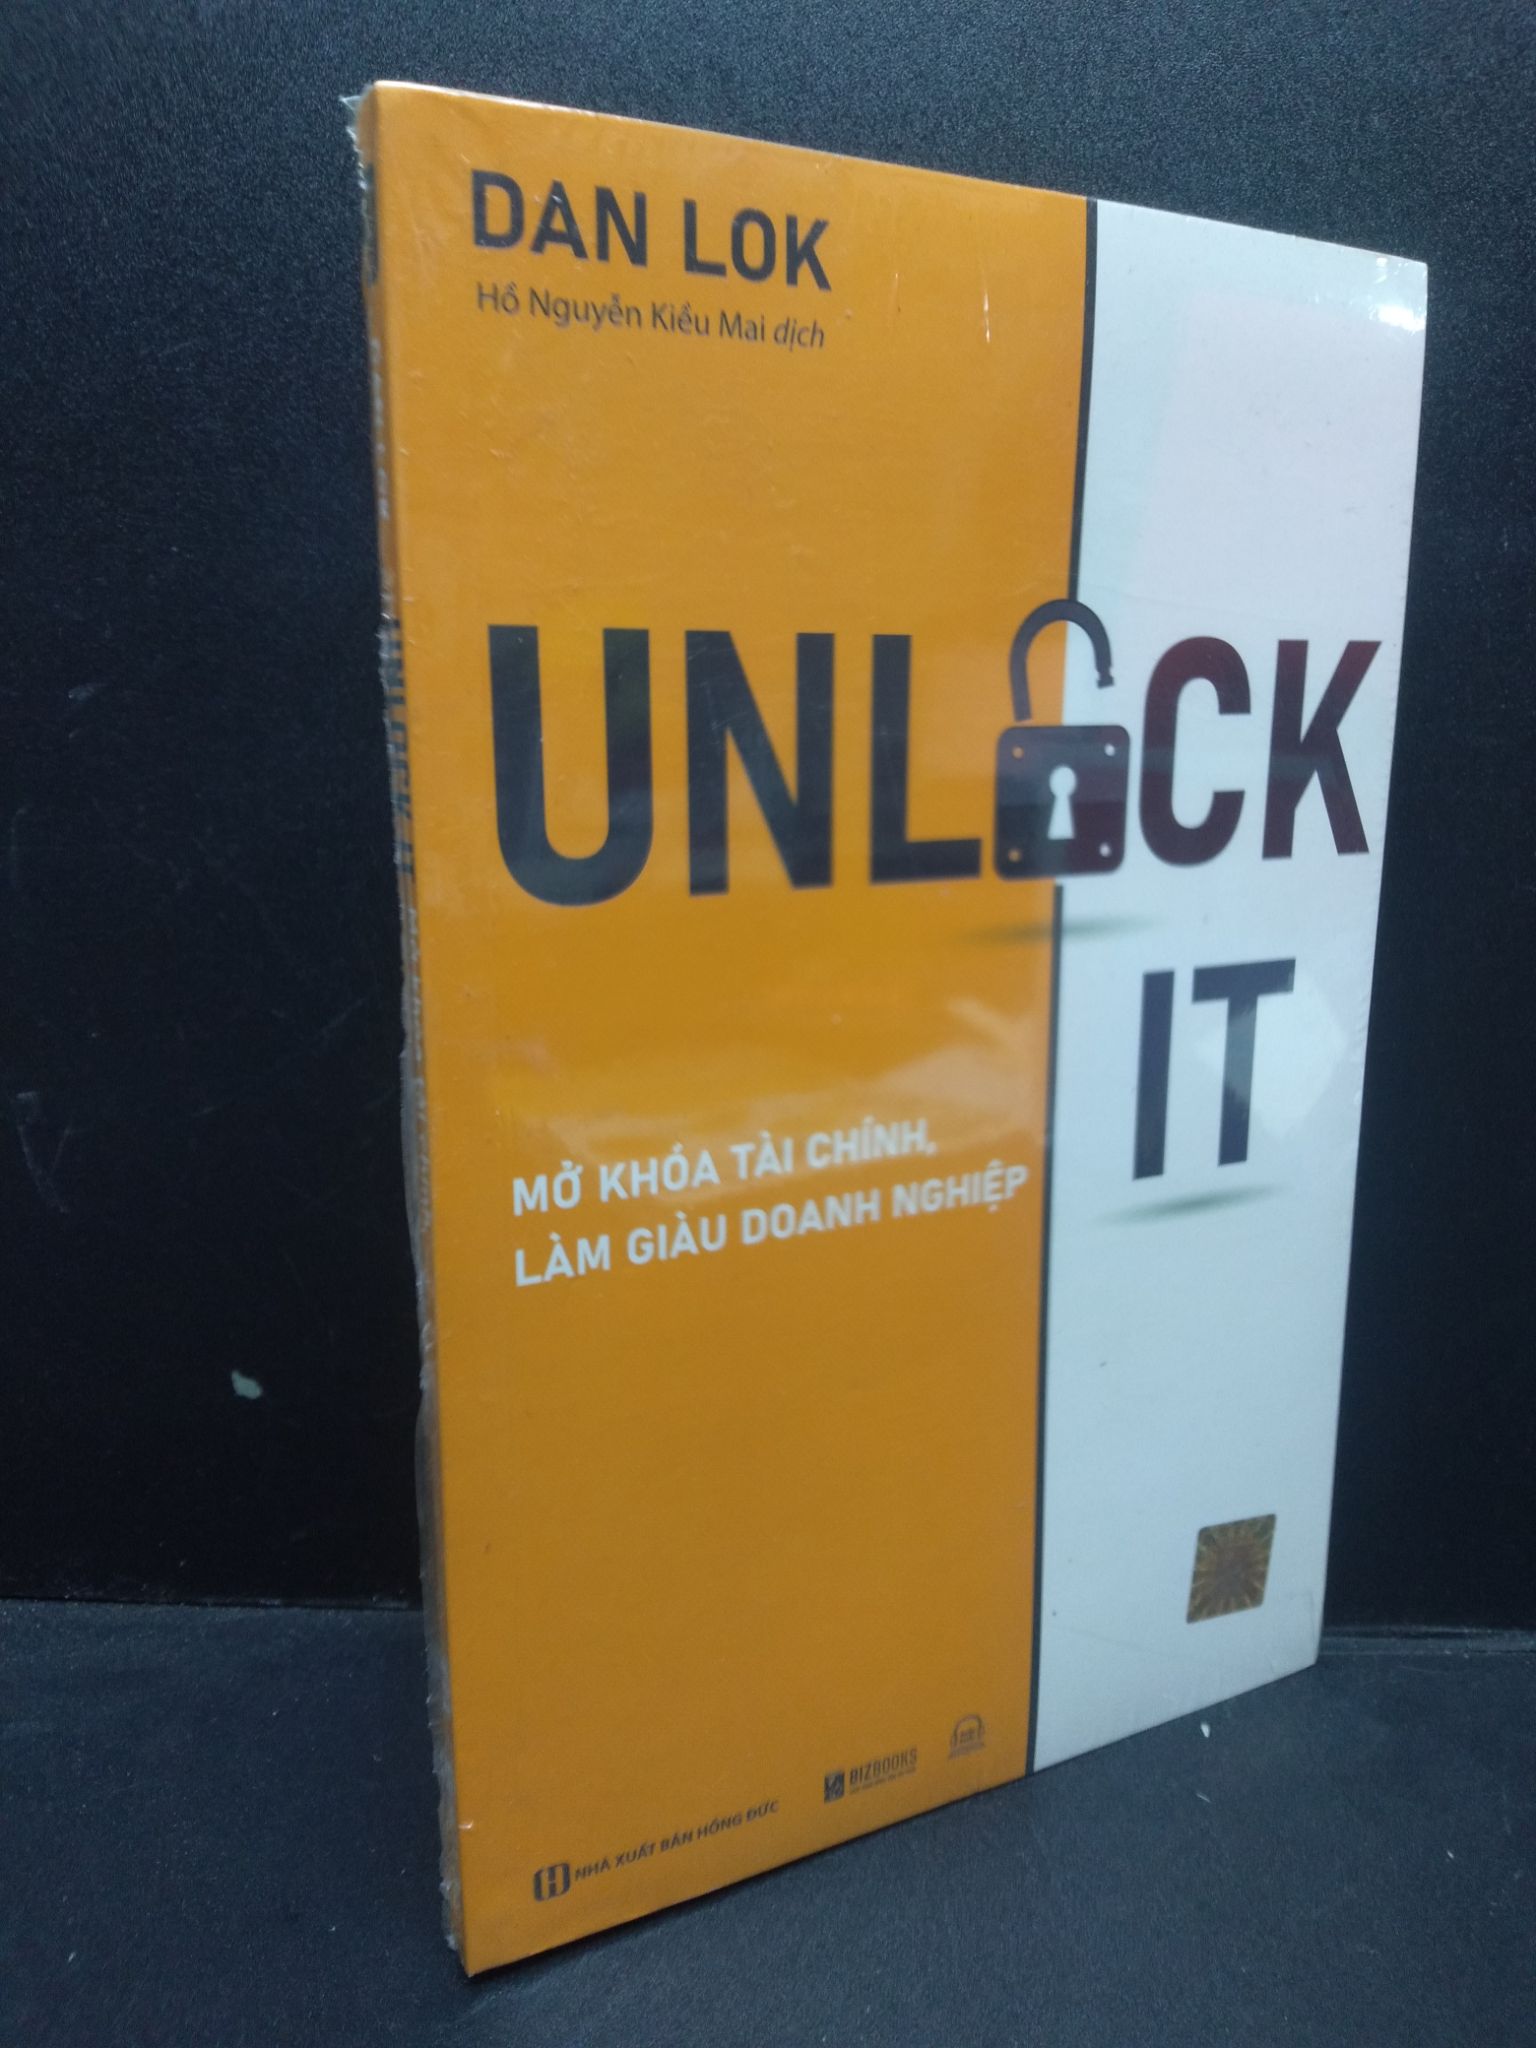 DAN LOK
Hồ Nguyễn Kiều Mai dịch
UNLOCK
IT
MỞ KHÓA TÀI CHÍNH,
LÀM GIÀU DOANH NGHIỆP
NHÀ XUẤT BẢN HỒNG ĐỨC
BIZBOOKS